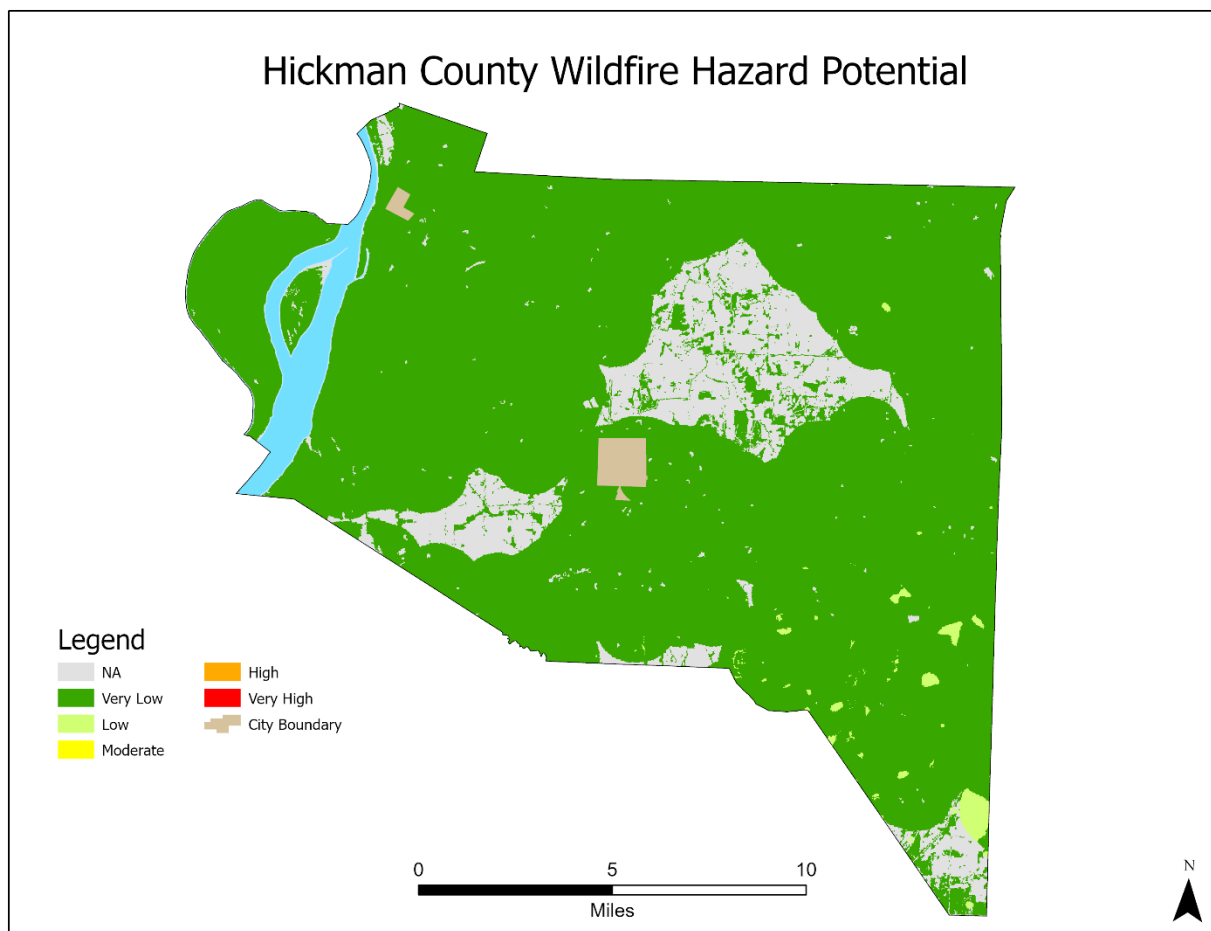 Hickman County Wildfire Hazard Potential
Legend
NA
Very Low
Low
Moderate
High
Very High
City Boundary
0 5 10
Miles
N